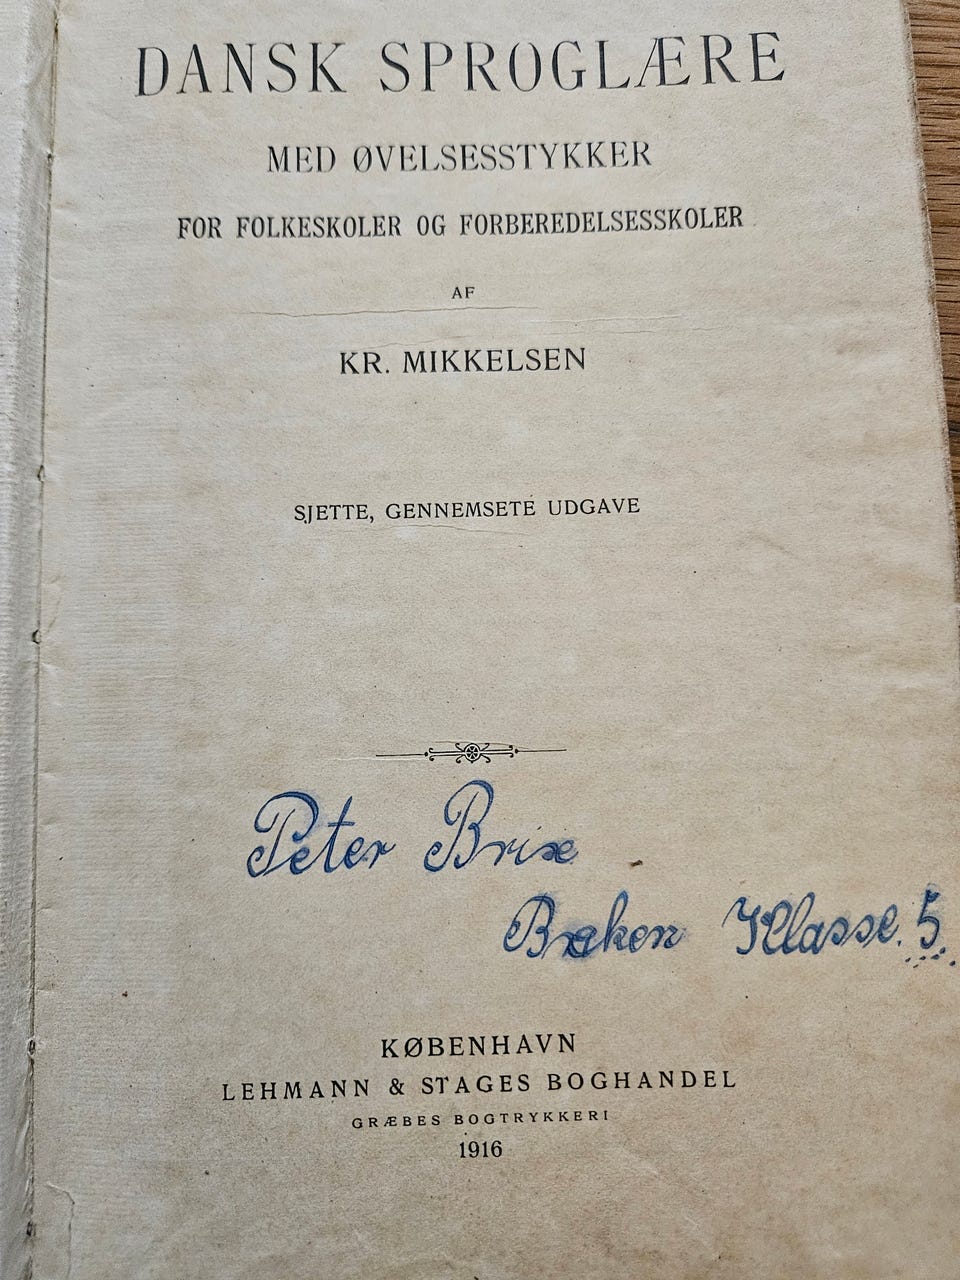 DANSK SPROGLÆRE
MED ØVELSESSTYKKER
FOR FOLKESKOLER OG FORBEREDELSESSKOLER
AF
KR. MIKKELSEN
SJETTE, GENNEMSETE UDGAVE
Peter Brix
Klasse. 5
KØBENHAVN
LEHMANN & STAGES BOGHANDEL
GRÆBES BOGTRYKKERI
1916